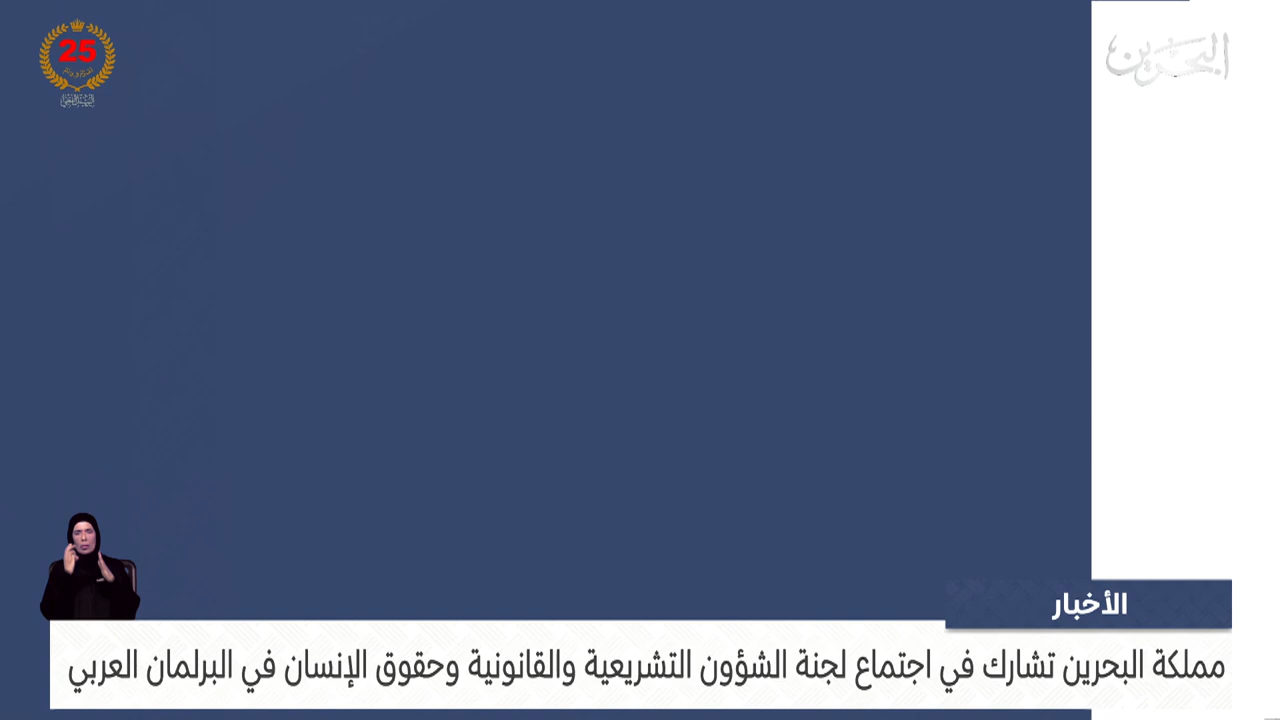 البحرين
25
الأخبار
مملكة البحرين تشارك في اجتماع لجنة الشؤون التشريعية والقانونية وحقوق الإنسان في البرلمان العربي